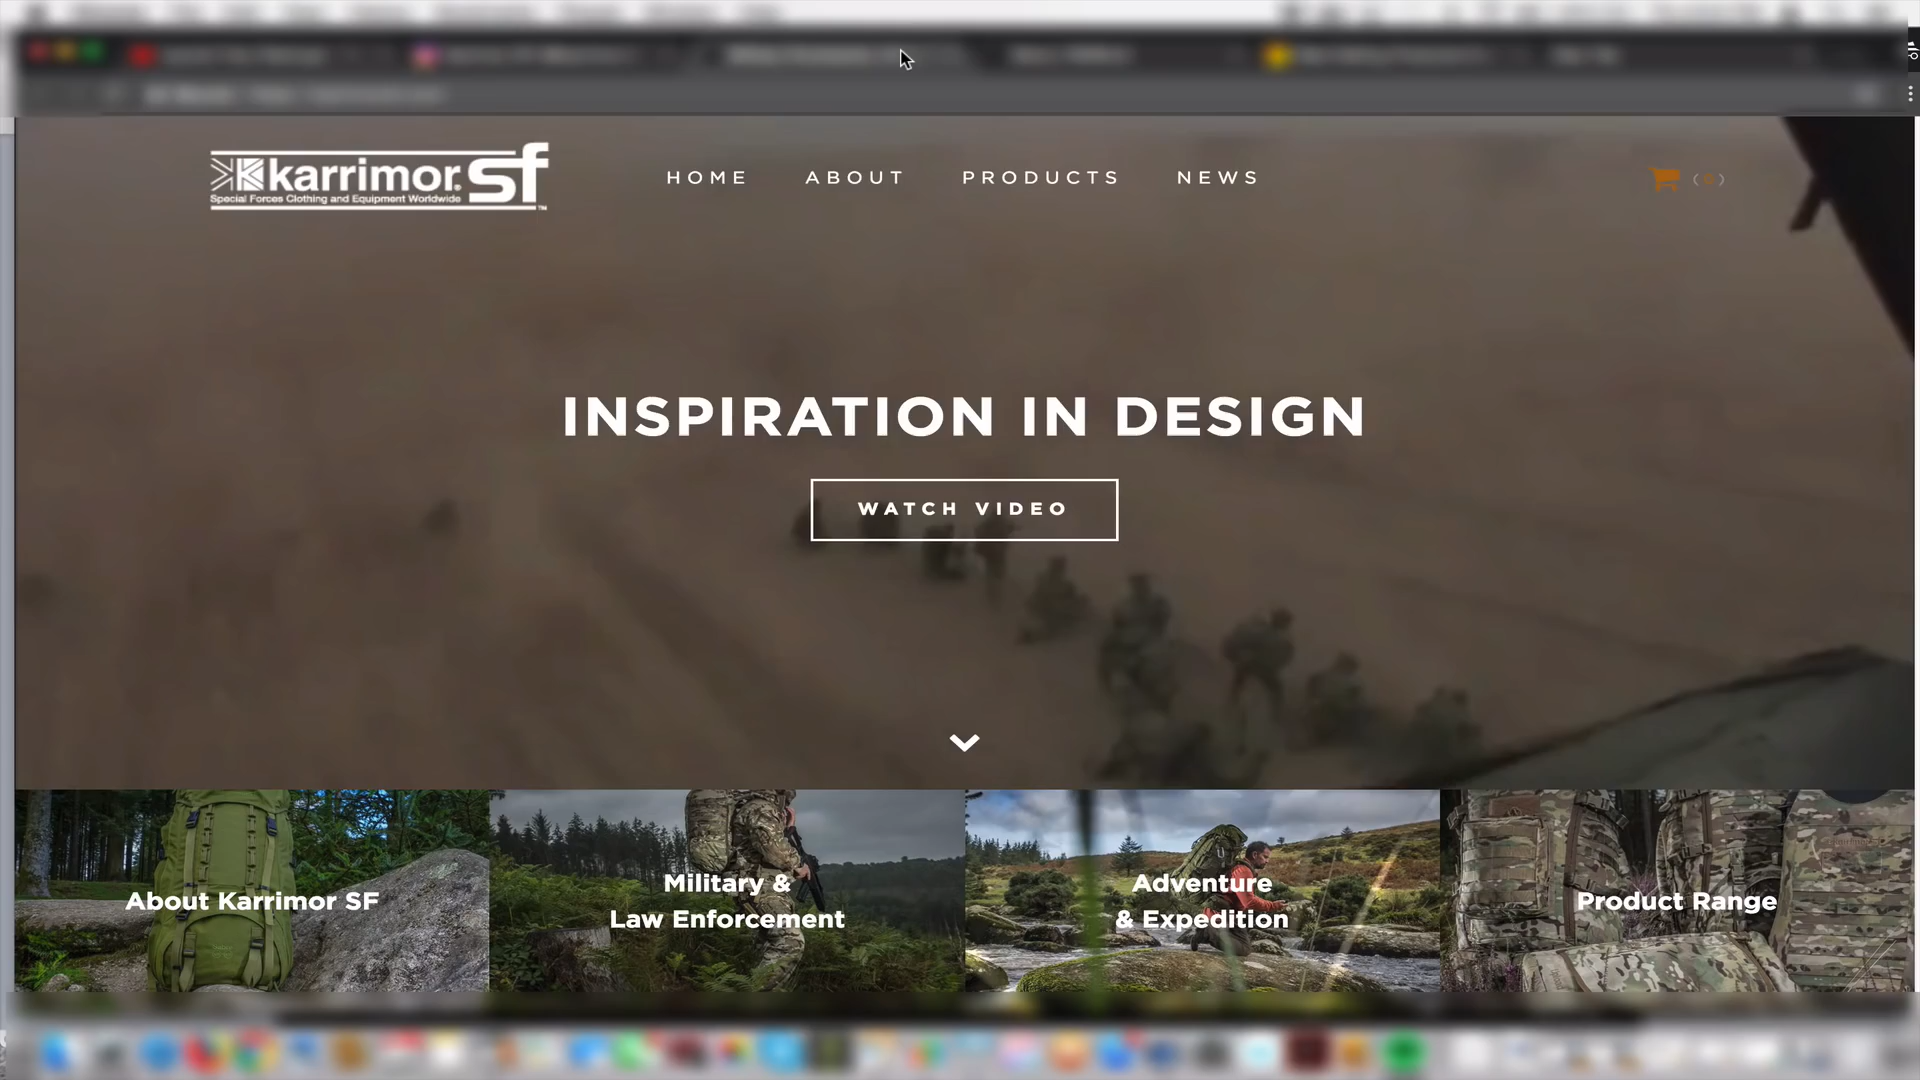 karrimor® sf™
Special Forces Clothing and Equipment Worldwide
HOME ABOUT PRODUCTS NEWS
INSPIRATION IN DESIGN
WATCH VIDEO
About Karrimor SF
Military &
Law Enforcement
Adventure
& Expedition
Product Range